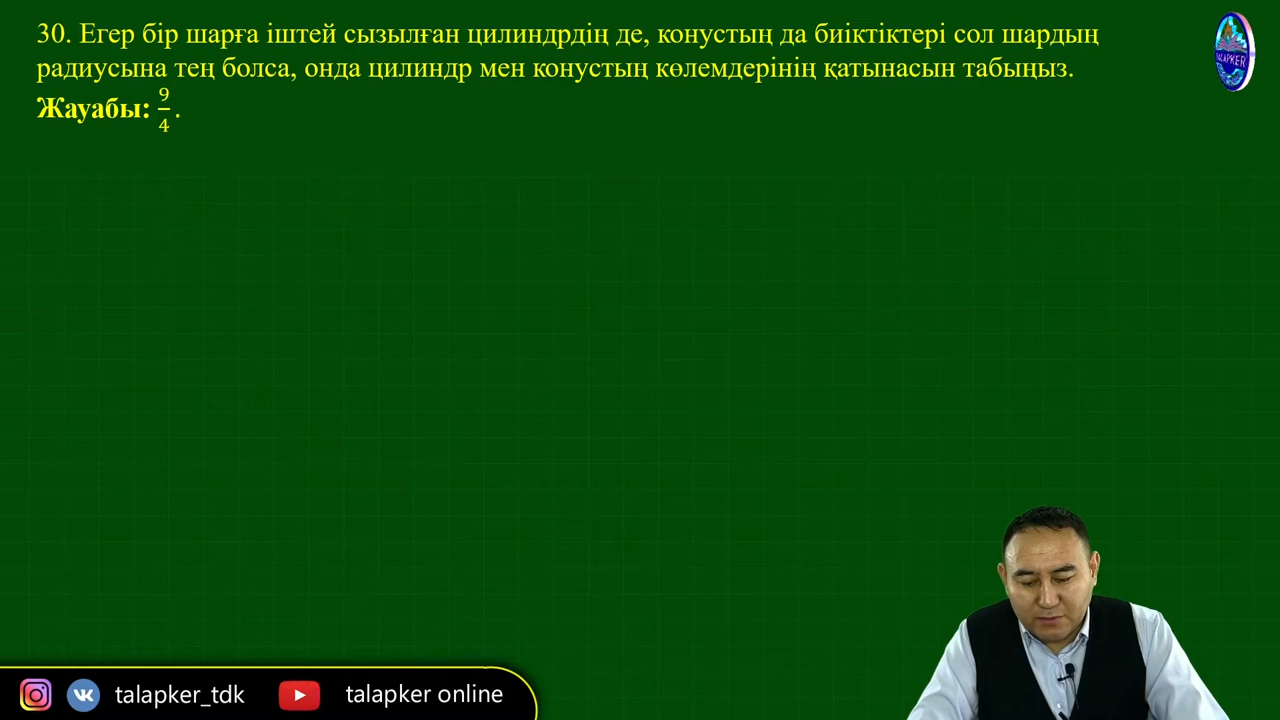 30. Егер бір шарға іштей сызылған цилиндрдің де, конустың да биіктіктері сол шардың
радиусына тең болса, онда цилиндр мен конустың көлемдерінің қатынасын табыңыз.
Жауабы: 9/4.
TALAPKER
talapker_tdk talapker online